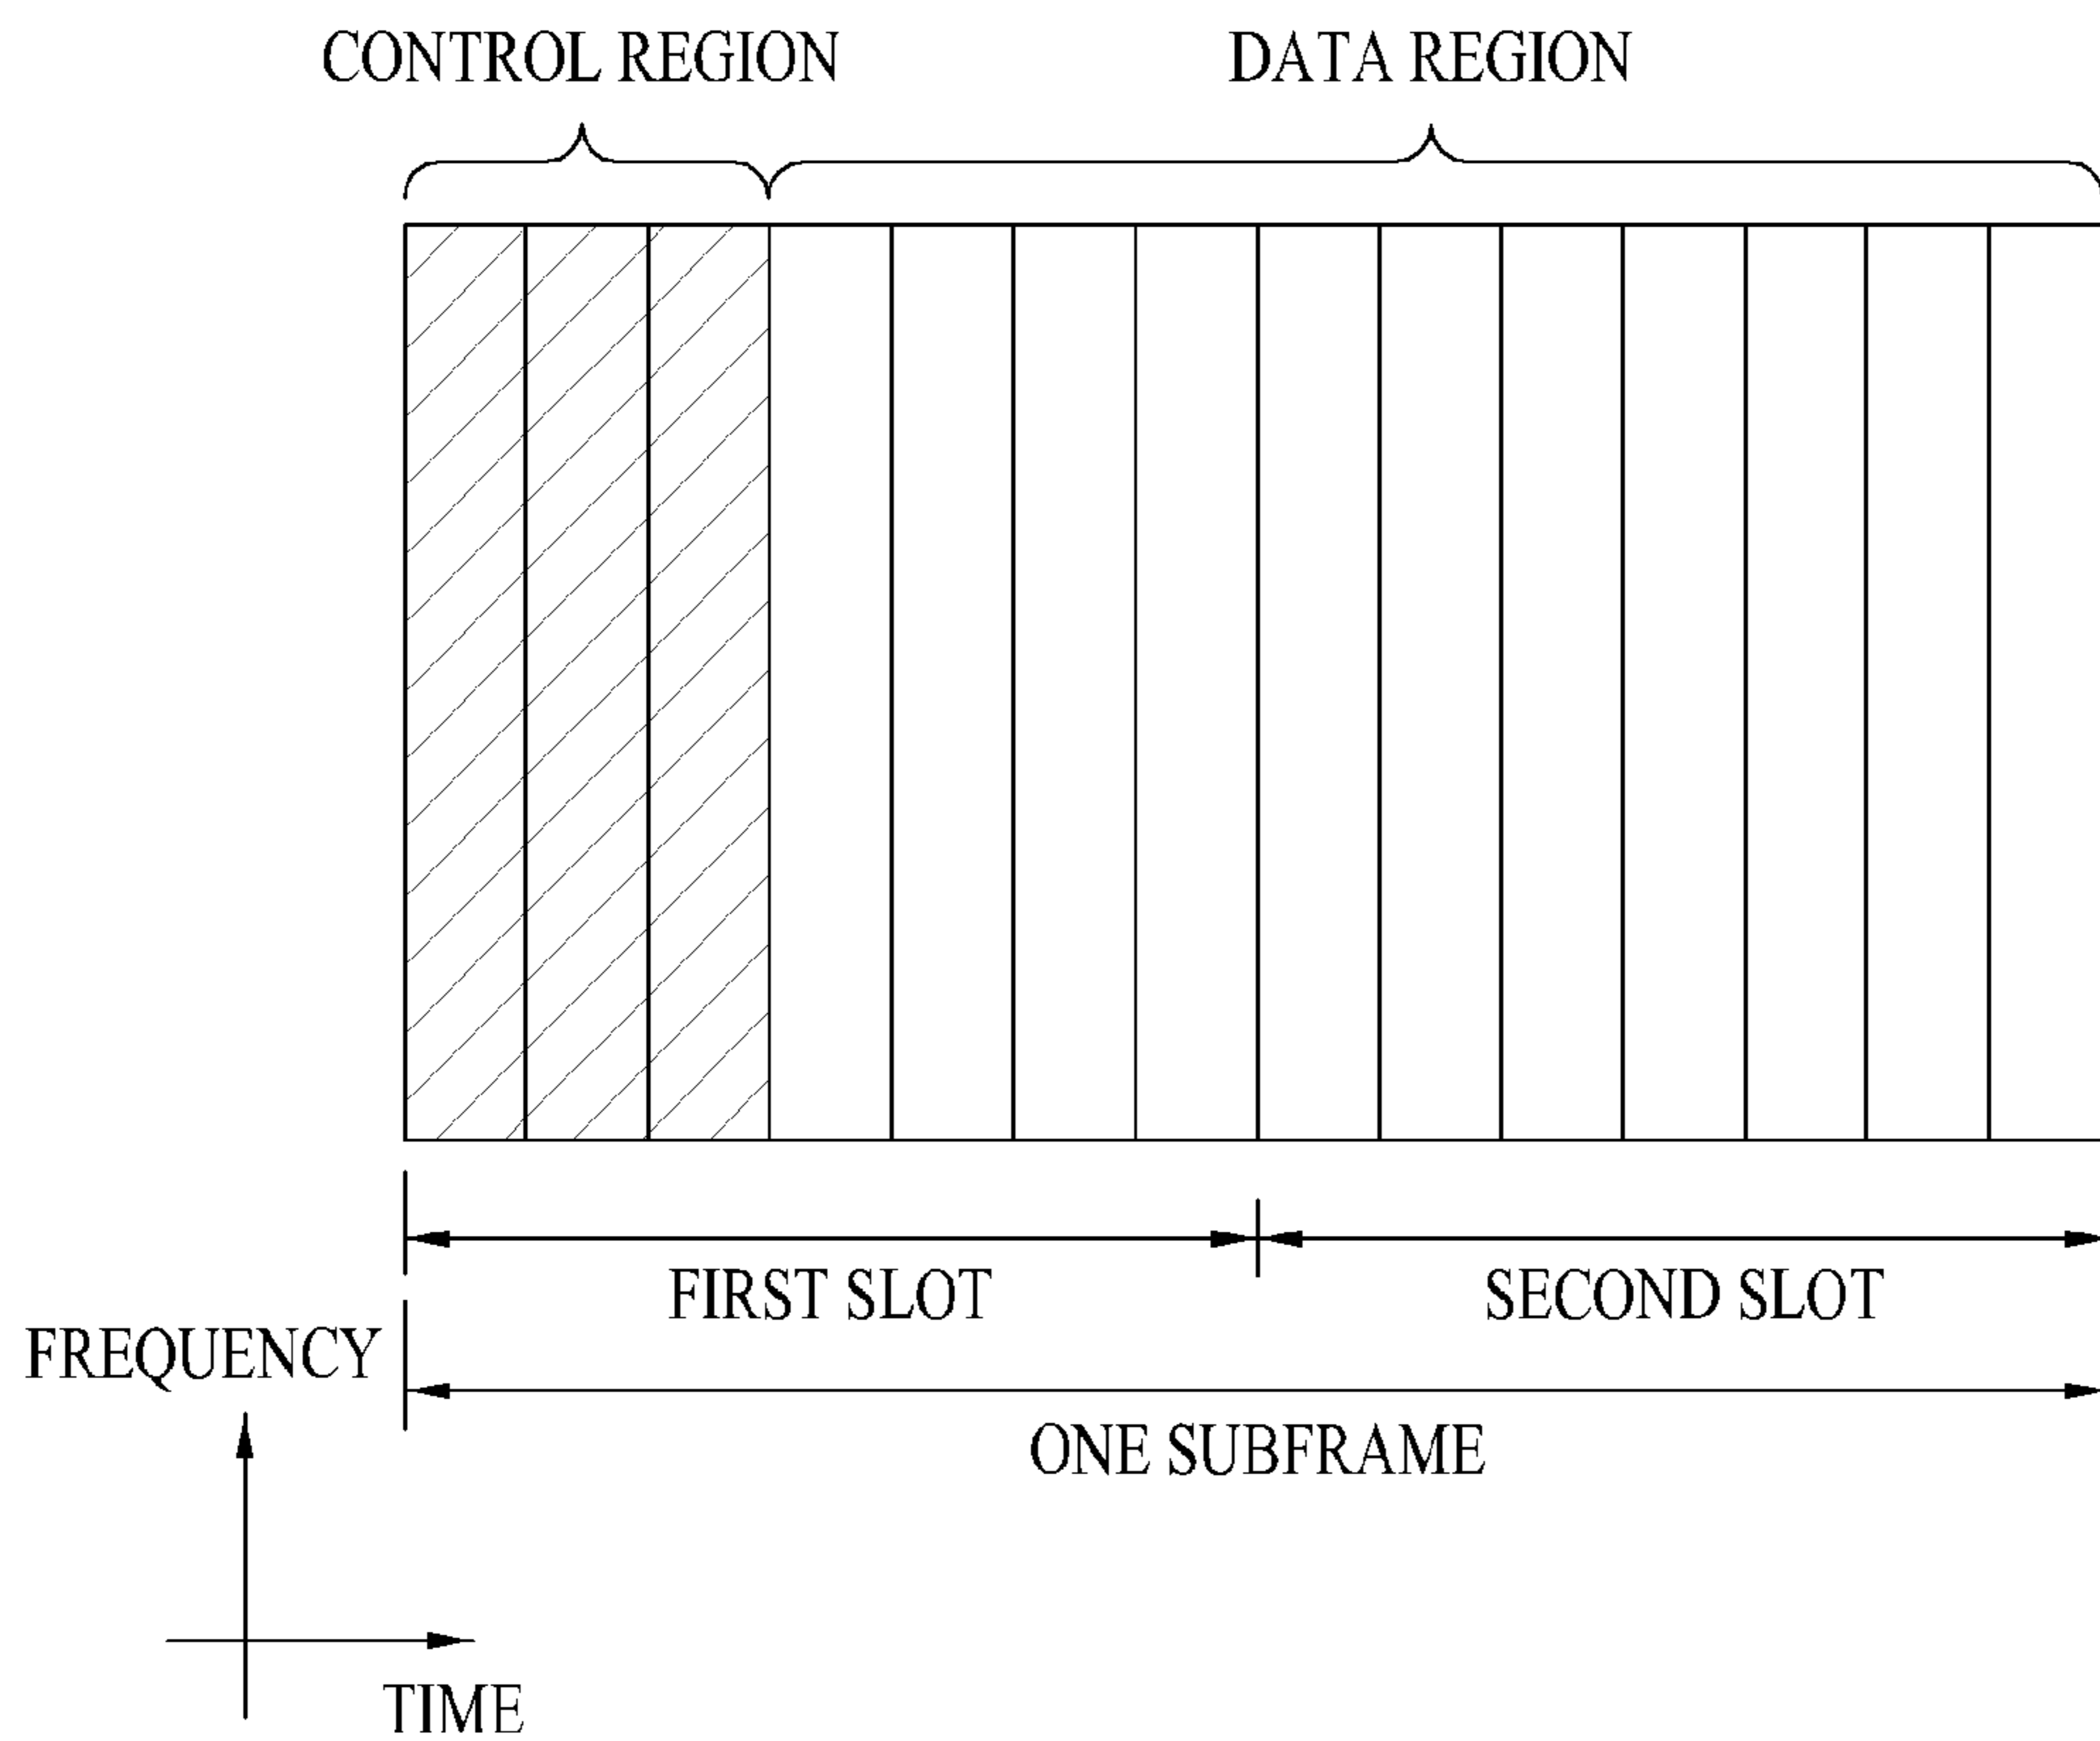 CONTROL REGION
DATA REGION
FIRST SLOT
SECOND SLOT
FREQUENCY
ONE SUBFRAME
TIME